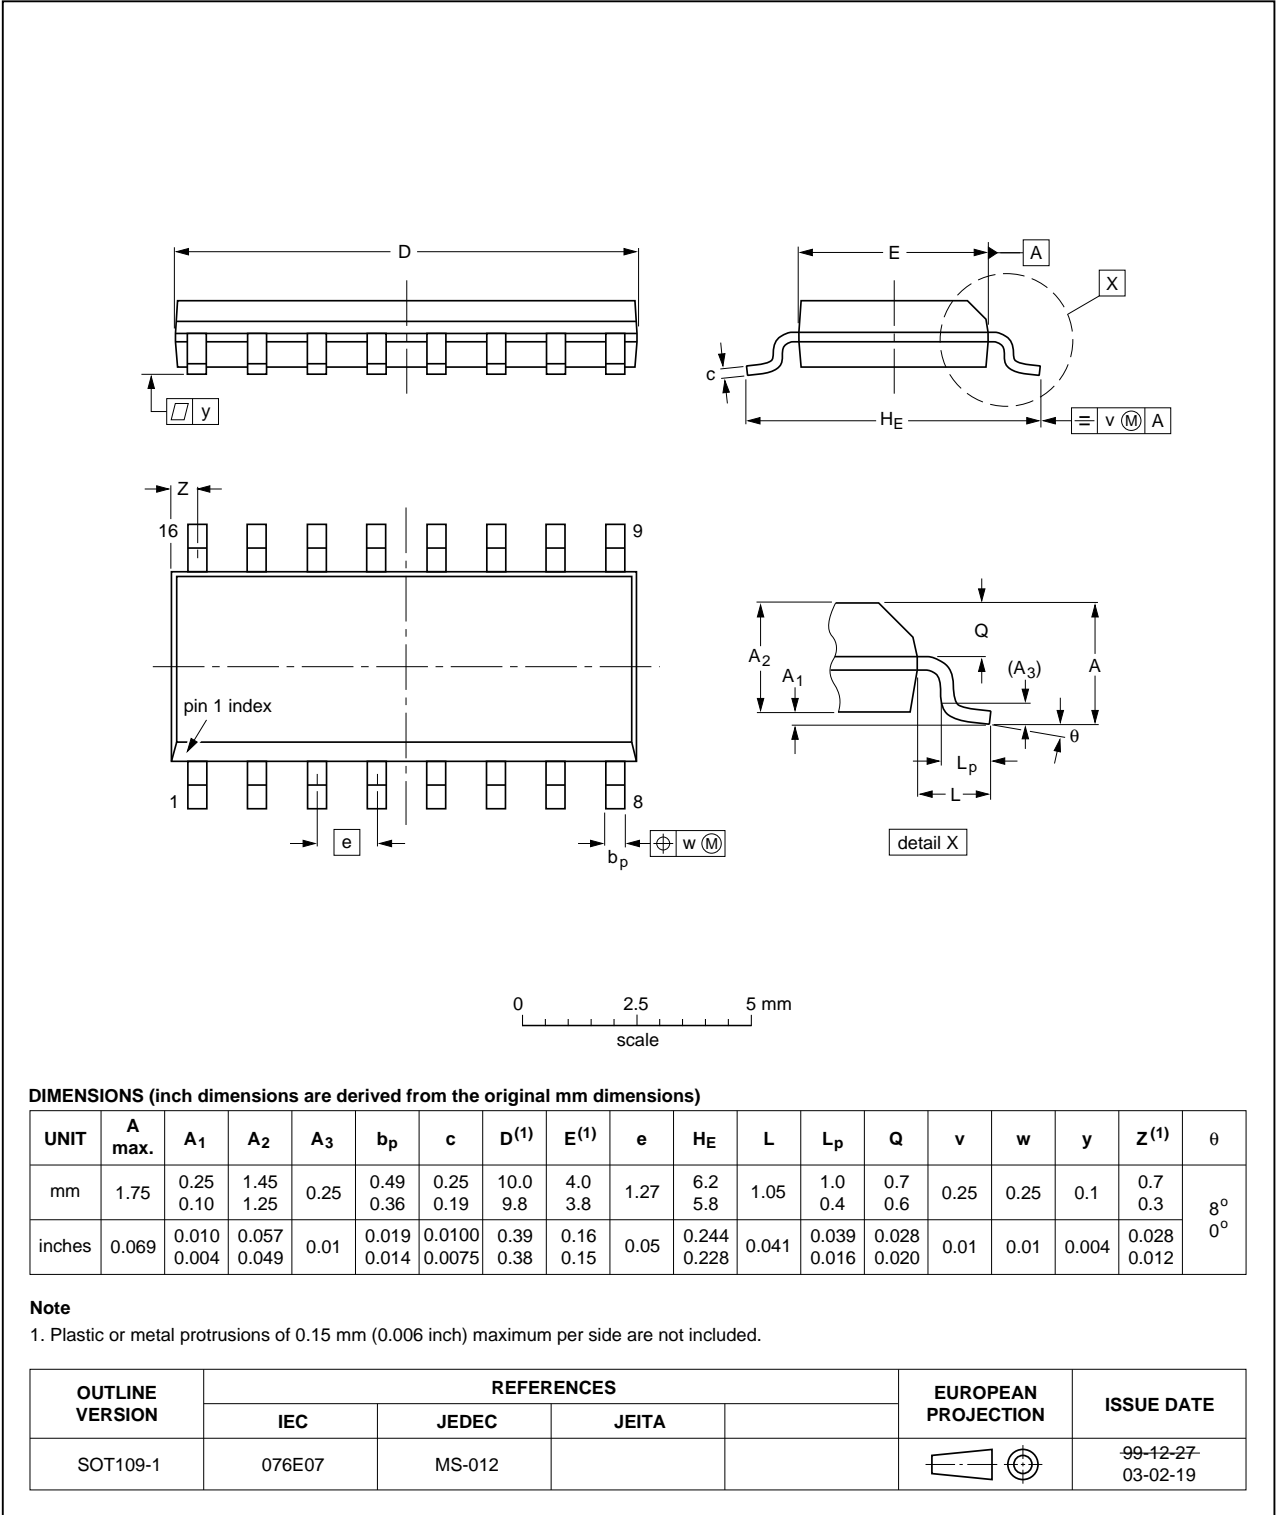 D
E
A
X
c
y
HE
v M A
Z
16
9
pin 1 index
1
8
e
bp
w M
Q
A2
A1
(A3)
A
θ
Lp
L
detail X
0 2.5 5 mm
scale
DIMENSIONS (inch dimensions are derived from the original mm dimensions)
UNIT A max. A1 A2 A3 bp c D(1) E(1) e HE L Lp Q v w y Z(1) θ
mm 1.75 0.25 0.10 1.45 1.25 0.25 0.49 0.36 0.25 0.19 10.0 9.8 4.0 3.8 1.27 6.2 5.8 1.05 1.0 0.4 0.7 0.6 0.25 0.25 0.1 0.7 0.3 8° 0°
inches 0.069 0.010 0.004 0.057 0.049 0.01 0.019 0.014 0.0100 0.0075 0.39 0.38 0.16 0.15 0.05 0.244 0.228 0.041 0.039 0.016 0.028 0.020 0.01 0.01 0.004 0.028 0.012
Note
1. Plastic or metal protrusions of 0.15 mm (0.006 inch) maximum per side are not included.
OUTLINE VERSION REFERENCES EUROPEAN PROJECTION ISSUE DATE
IEC JEDEC JEITA
SOT109-1 076E07 MS-012 99-12-27
03-02-19